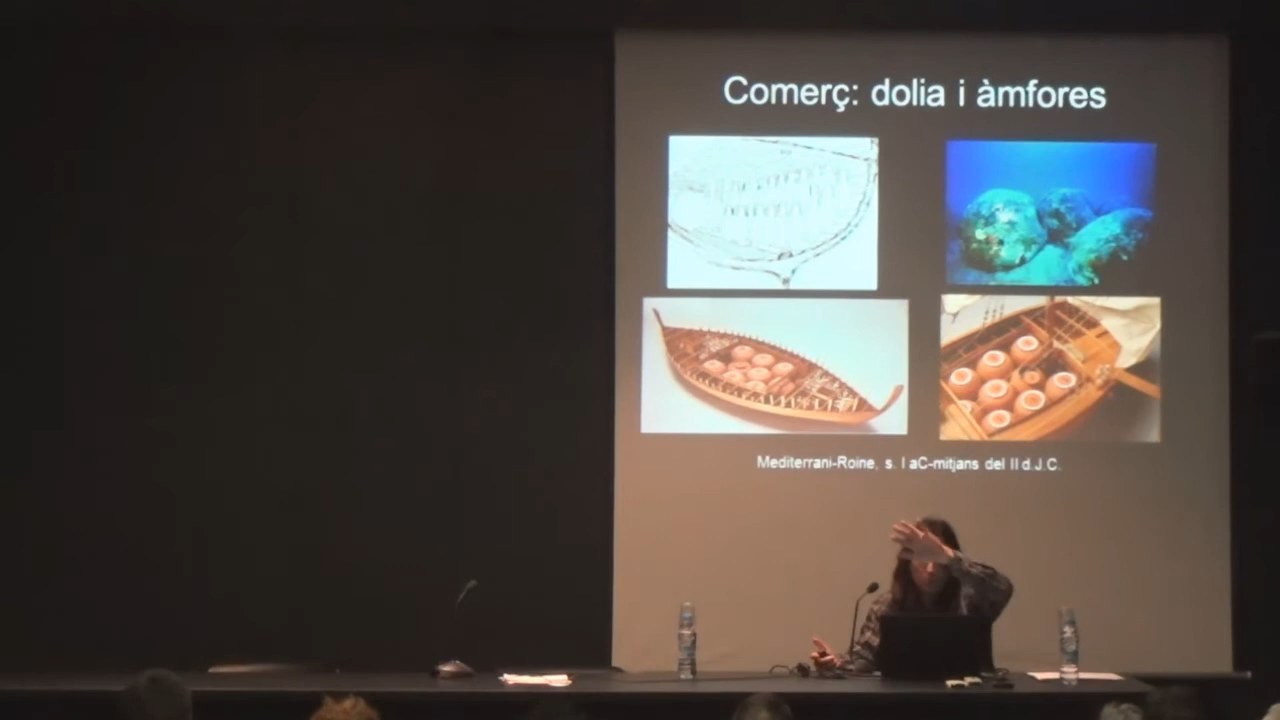 Comerç: dolia i àmfores
Mediterrani-Roine, s. I aC-mitjans del II d.J.C.